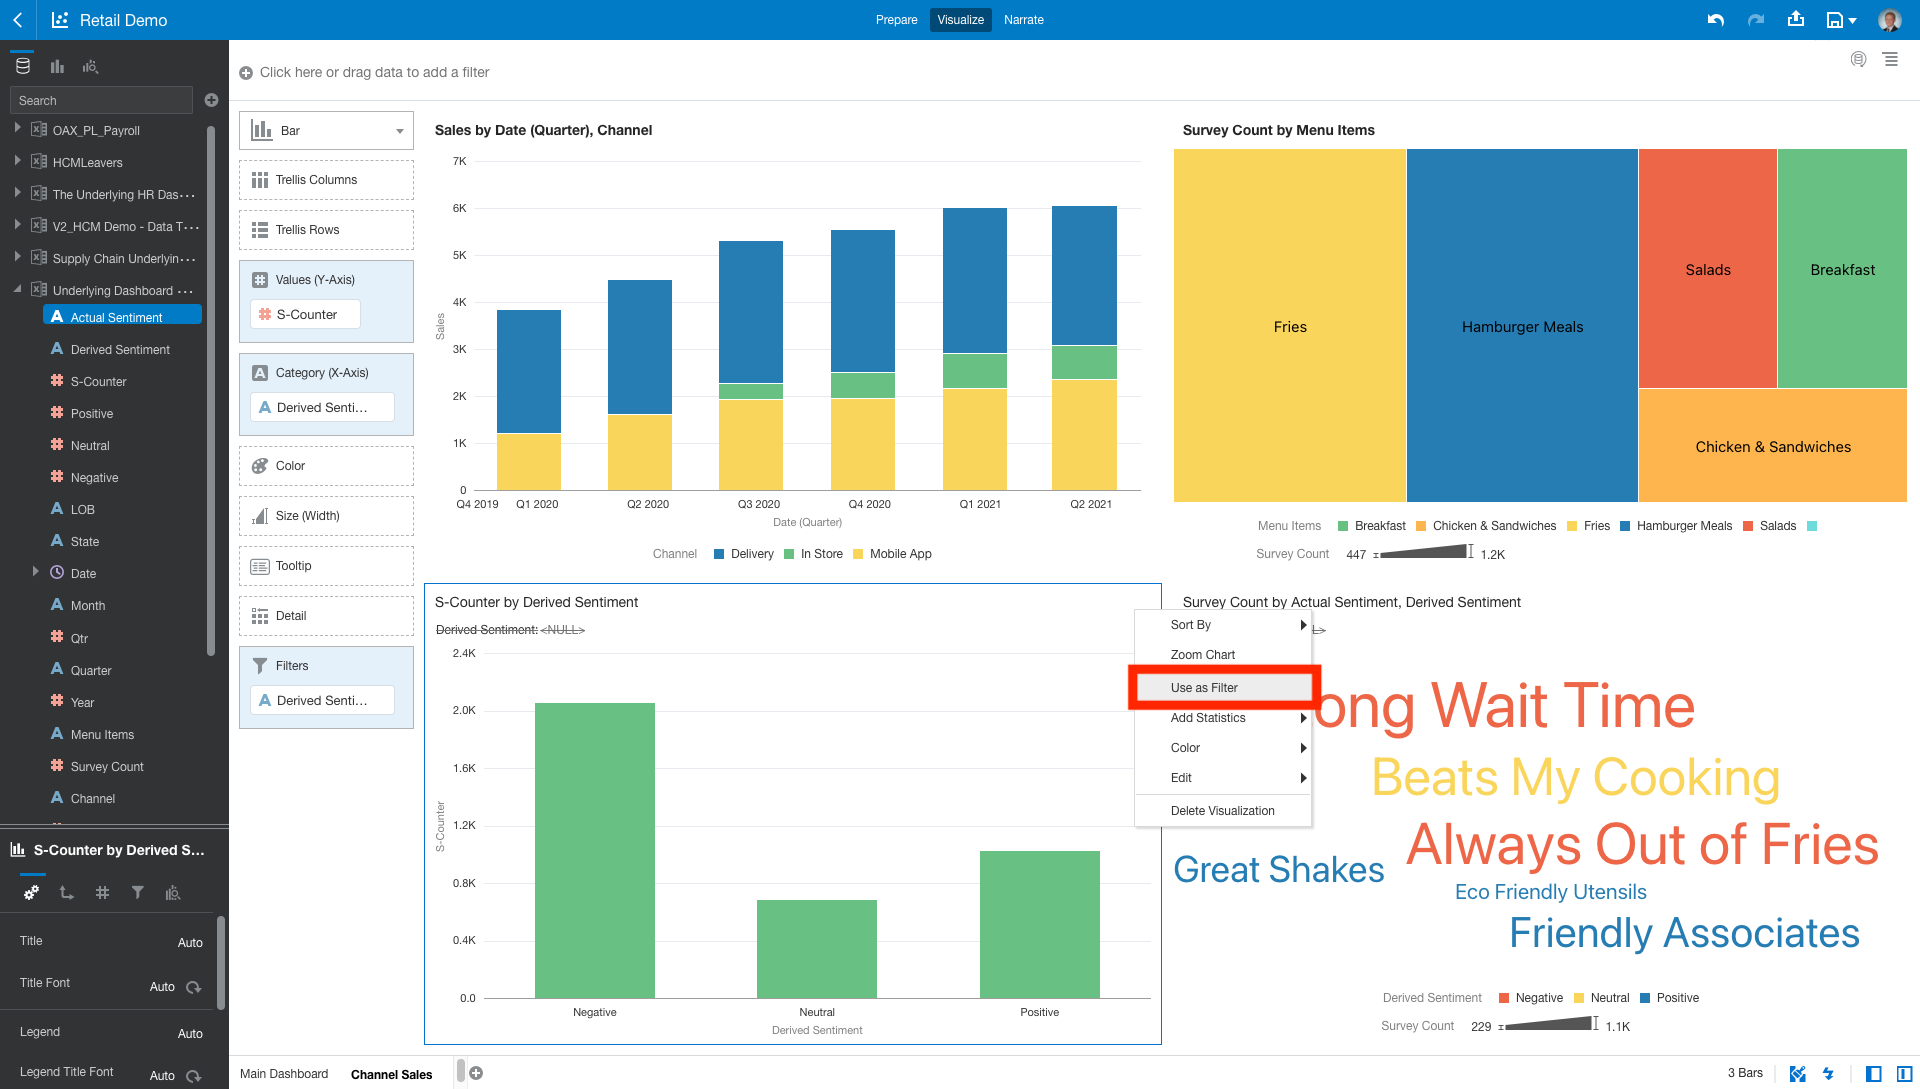 Retail Demo
Prepare
Visualize
Narrate
Search
OAX_PL_Payroll
HCMLeavers
The Underlying HR Das···
V2_HCM Demo - Data T···
Supply Chain Underlyin···
Underlying Dashboard ···
Actual Sentiment
Derived Sentiment
S-Counter
Positive
Neutral
Negative
LOB
State
Date
Month
Qtr
Quarter
Year
Menu Items
Survey Count
Channel
S-Counter by Derived S...
Title
Auto
Title Font
Auto
Legend
Auto
Legend Title Font
Auto
Click here or drag data to add a filter
Bar
Trellis Columns
Trellis Rows
Values (Y-Axis)
S-Counter
Category (X-Axis)
Derived Senti...
Color
Size (Width)
Tooltip
Detail
Filters
Derived Senti...
Sales by Date (Quarter), Channel
7K
6K
5K
4K
3K
2K
1K
0
Sales
Q4 2019 Q1 2020 Q2 2020 Q3 2020 Q4 2020 Q1 2021 Q2 2021
Date (Quarter)
Channel Delivery In Store Mobile App
Survey Count by Menu Items
Fries
Hamburger Meals
Salads
Breakfast
Chicken & Sandwiches
Menu Items Breakfast Chicken & Sandwiches Fries Hamburger Meals Salads
Survey Count 447 1.2K
S-Counter by Derived Sentiment
Derived Sentiment: <NULL>
2.4K
2.0K
1.6K
1.2K
0.8K
0.4K
0.0
S-Counter
Negative Neutral Positive
Derived Sentiment
Sort By
Zoom Chart
Use as Filter
Add Statistics
Color
Edit
Delete Visualization
Survey Count by Actual Sentiment, Derived Sentiment
L>
ong Wait Time
Beats My Cooking
Always Out of Fries
Great Shakes
Eco Friendly Utensils
Friendly Associates
Derived Sentiment Negative Neutral Positive
Survey Count 229 1.1K
Main Dashboard
Channel Sales
3 Bars